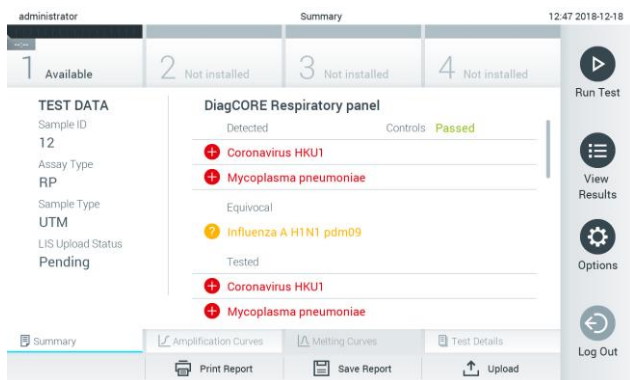 administrator Summary 12:47 2018-12-18
1 Available 2 Not installed 3 Not installed 4 Not installed
Run Test
View Results
Options
Log Out
TEST DATA
Sample ID
12
Assay Type
RP
Sample Type
UTM
LIS Upload Status
Pending
DiagCORE Respiratory panel
Detected Controls Passed
Coronavirus HKU1
Mycoplasma pneumoniae
Equivocal
Influenza A H1N1 pdm09
Tested
Coronavirus HKU1
Mycoplasma pneumoniae
Summary Amplification Curves Melting Curves Test Details
Print Report Save Report Upload